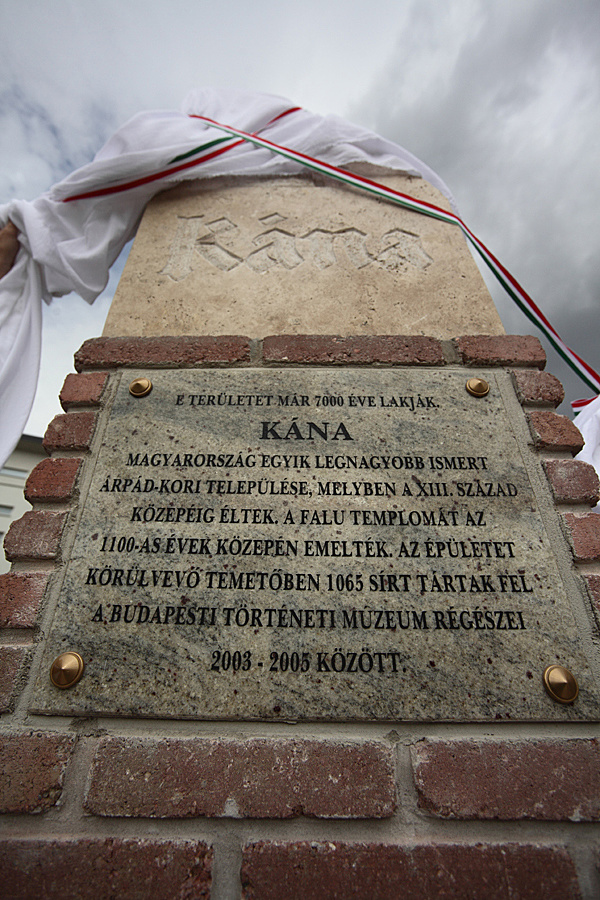 Kána
E TERÜLETET MÁR 7000 ÉVE LAKJÁK.
KÁNA
MAGYARORSZÁG EGYIK LEGNAGYOBB ISMERT
ÁRPÁD-KORI TELEPÜLÉSE, MELYBEN A XIII. SZÁZAD
KÖZEPÉIG ÉLTEK. A FALU TEMPLOMÁT AZ
1100-AS ÉVEK KÖZEPÉN EMELTÉK. AZ ÉPÜLETET
KÖRÜLVEVŐ TEMETŐBEN 1065 SÍRT TÁRTAK FEL
A BUDAPESTI TÖRTÉNETI MÚZEUM RÉGÉSZEI
2003 - 2005 KÖZÖTT.